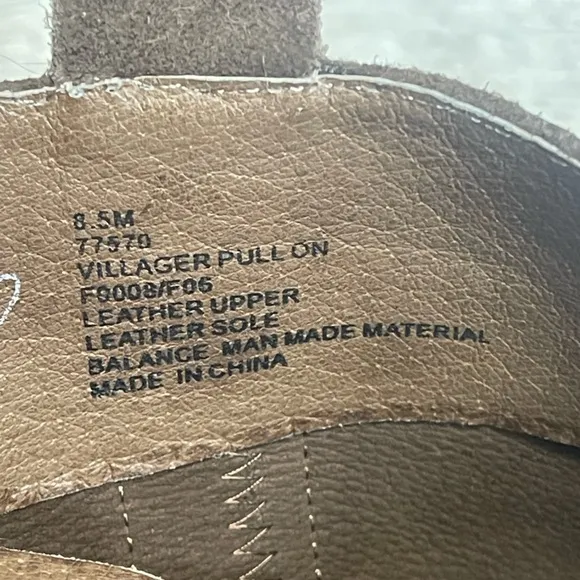 8.5M
77570
VILLAGER PULL ON
F0008/F06
LEATHER UPPER
LEATHER SOLE
BALANCE MAN MADE MATERIAL
MADE IN CHINA